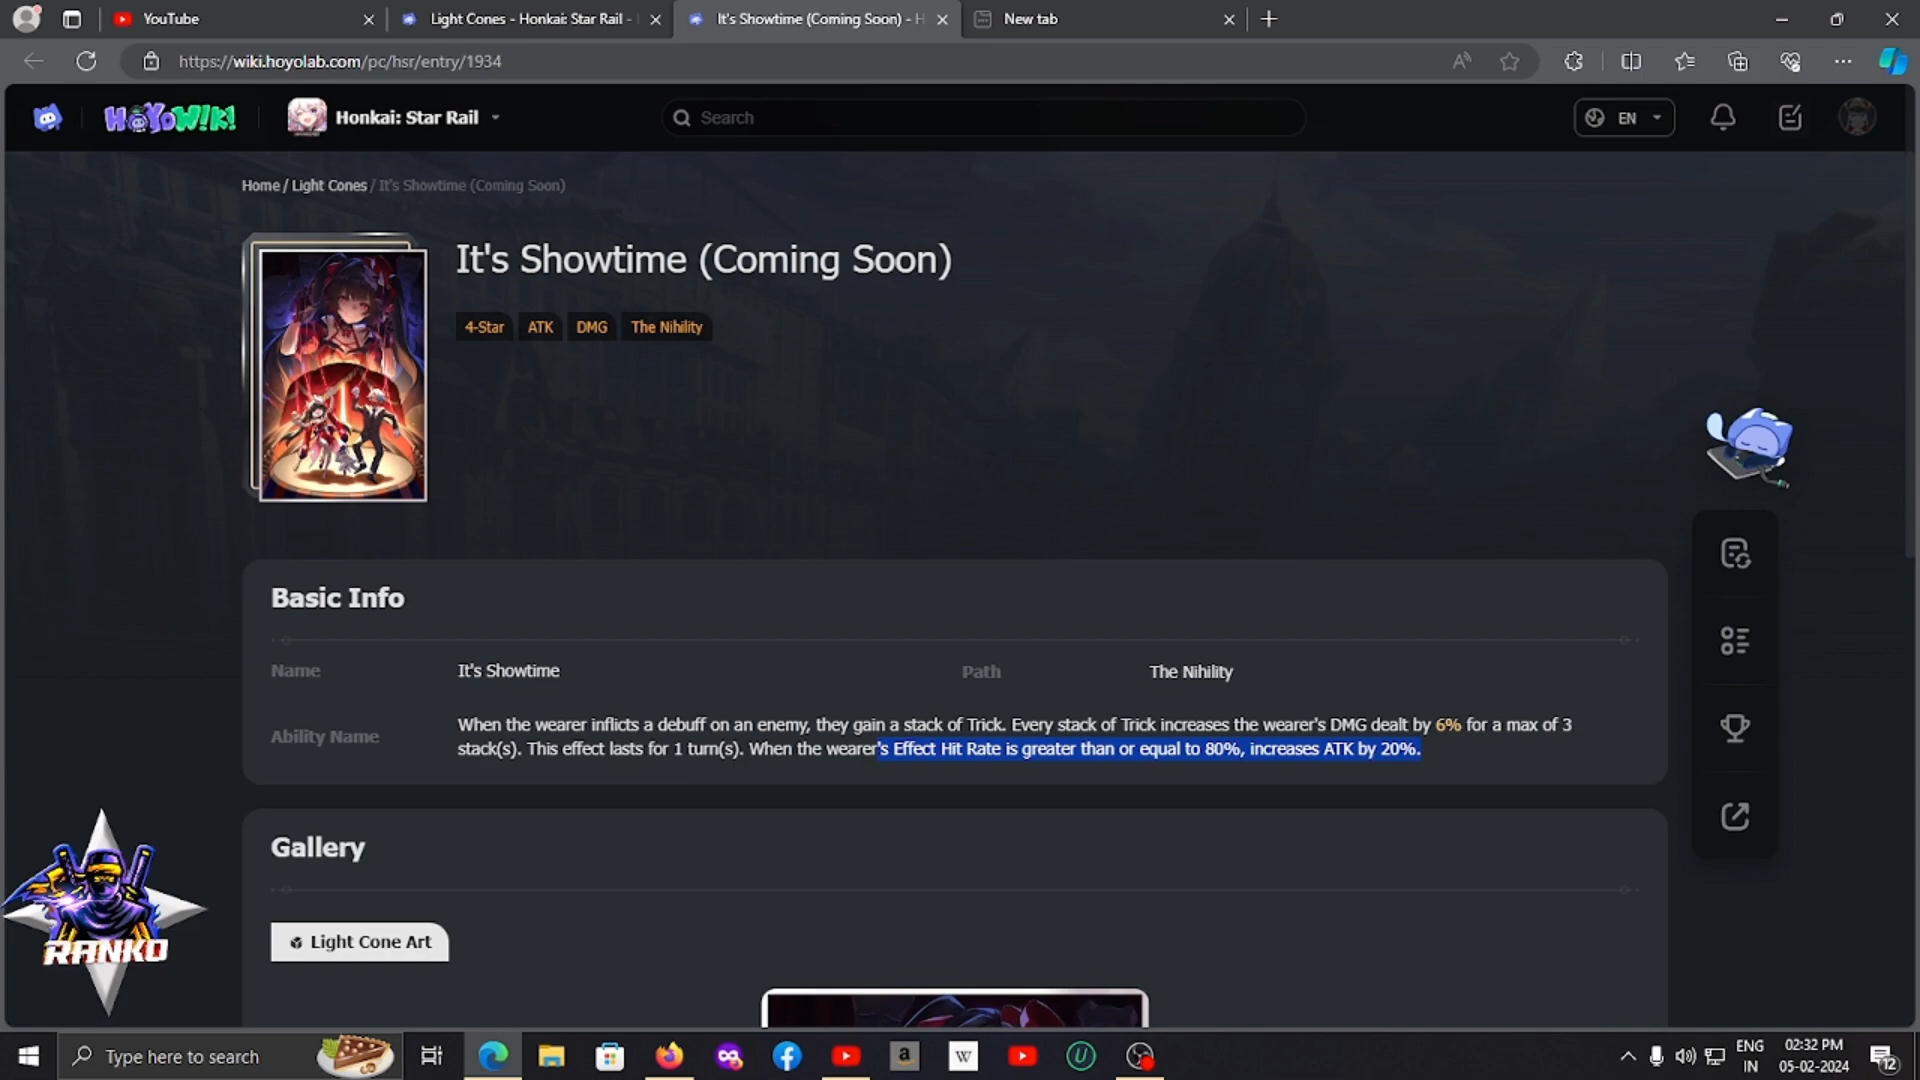 YouTube
Light Cones - Honkai: Star Rail -
It's Showtime (Coming Soon) - H
New tab
https://wiki.hoyolab.com/pc/hsr/entry/1934
HOYOWIKI
Honkai: Star Rail
Search
EN
Home / Light Cones / It's Showtime (Coming Soon)
It's Showtime (Coming Soon)
4-Star ATK DMG The Nihility
Basic Info
Name It's Showtime Path The Nihility
Ability Name
When the wearer inflicts a debuff on an enemy, they gain a stack of Trick. Every stack of Trick increases the wearer's DMG dealt by 6% for a max of 3
stack(s). This effect lasts for 1 turn(s). When the wearer's Effect Hit Rate is greater than or equal to 80%, increases ATK by 20%.
Gallery
Light Cone Art
RANKO
Type here to search
a
W
U
ENG
IN
02:32 PM
05-02-2024
12